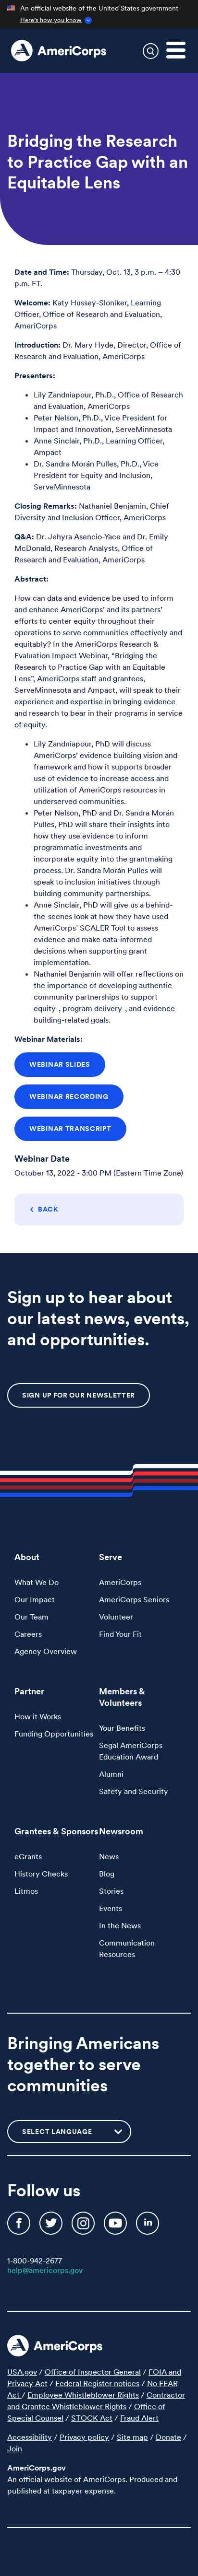 An official website of the United States government
Here's how you know
AmeriCorps
Bridging the Research
to Practice Gap with an
Equitable Lens
Date and Time: Thursday, Oct. 13, 3 p.m. – 4:30
p.m. ET.
Welcome: Katy Hussey-Sloniker, Learning
Officer, Office of Research and Evaluation,
AmeriCorps
Introduction: Dr. Mary Hyde, Director, Office of
Research and Evaluation, AmeriCorps
Presenters:
Lily Zandniapour, Ph.D., Office of Research
and Evaluation, AmeriCorps
Peter Nelson, Ph.D., Vice President for
Impact and Innovation, ServeMinnesota
Anne Sinclair, Ph.D., Learning Officer,
Ampact
Dr. Sandra Morán Pulles, Ph.D., Vice
President for Equity and Inclusion,
ServeMinnesota
Closing Remarks: Nathaniel Benjamin, Chief
Diversity and Inclusion Officer, AmeriCorps
Q&A: Dr. Jehyra Asencio-Yace and Dr. Emily
McDonald, Research Analysts, Office of
Research and Evaluation, AmeriCorps
Abstract:
How can data and evidence be used to inform
and enhance AmeriCorps' and its partners'
efforts to center equity throughout their
operations so we serve communities effectively and
equitably? In the AmeriCorps Research &
Evaluation Impact Webinar, "Bridging the
Research to Practice Gap with an Equitable
Lens", AmeriCorps staff and grantees,
ServeMinnesota and Ampact, will speak to their
experience and expertise in bringing evidence
and research to bear in their programs in service
of equity.
Lily Zandniapour, PhD will discuss
AmeriCorps' evidence building vision and
framework and how it supports broader
use of evidence to increase access and
utilization of AmeriCorps resources in
underserved communities.
Peter Nelson, PhD and Dr. Sandra Morán
Pulles, PhD will share their insights into
how they use evidence to inform
programmatic investments and
incorporate equity into the grantmaking
process. Dr. Sandra Morán Pulles will
speak to inclusion initiatives through
building community partnerships.
Anne Sinclair, PhD will give us a behind-
the-scenes look at how they have used
AmeriCorps' SCALER Tool to assess
evidence and make data-informed
decisions when supporting grant
implementation.
Nathaniel Benjamin will offer reflections on
the importance of developing authentic
community partnerships to support
equity-, program delivery-, and evidence
building-related goals.
Webinar Materials:
WEBINAR SLIDES
WEBINAR RECORDING
WEBINAR TRANSCRIPT
Webinar Date
October 13, 2022 - 3:00 PM (Eastern Time Zone)
BACK
Sign up to hear about
our latest news, events,
and opportunities.
SIGN UP FOR OUR NEWSLETTER
About
What We Do
Our Impact
Our Team
Careers
Agency Overview
Serve
AmeriCorps
AmeriCorps Seniors
Volunteer
Find Your Fit
Partner
How it Works
Funding Opportunities
Members &
Volunteers
Your Benefits
Segal AmeriCorps
Education Award
Alumni
Safety and Security
Grantees & Sponsors
eGrants
History Checks
Litmos
Newsroom
News
Blog
Stories
Events
In the News
Communication
Resources
Bringing Americans
together to serve
communities
SELECT LANGUAGE
Follow us
1-800-942-2677
help@americorps.gov
AmeriCorps
USA.gov / Office of Inspector General / FOIA and
Privacy Act / Federal Register notices / No FEAR
Act / Employee Whistleblower Rights / Contractor
and Grantee Whistleblower Rights / Office of
Special Counsel / STOCK Act / Fraud Alert
Accessibility / Privacy policy / Site map / Donate /
Join
AmeriCorps.gov
An official website of AmeriCorps. Produced and
published at taxpayer expense.